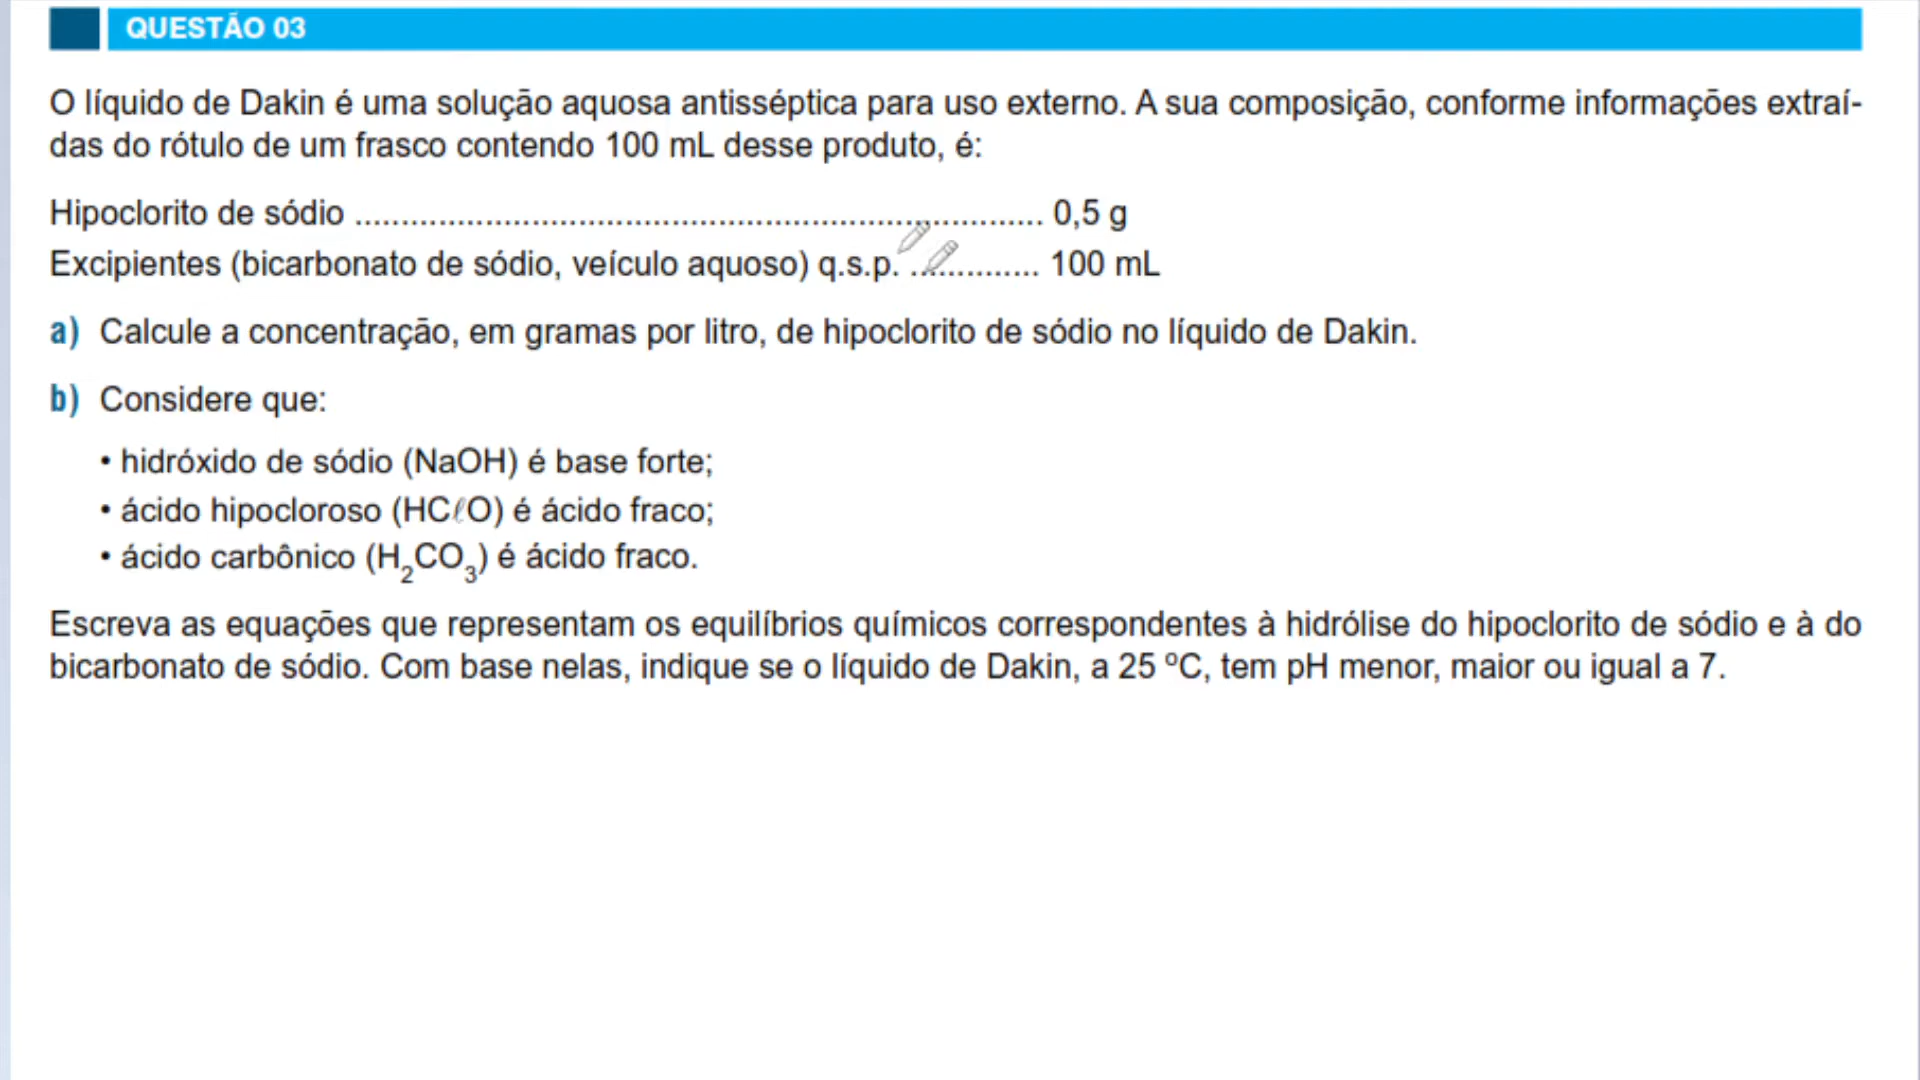 QUESTÃO 03
O líquido de Dakin é uma solução aquosa antisséptica para uso externo. A sua composição, conforme informações extraí-
das do rótulo de um frasco contendo 100 mL desse produto, é:
Hipoclorito de sódio ........................................................................... 0,5 g
Excipientes (bicarbonato de sódio, veículo aquoso) q.s.p. .............. 100 mL
a) Calcule a concentração, em gramas por litro, de hipoclorito de sódio no líquido de Dakin.
b) Considere que:
• hidróxido de sódio (NaOH) é base forte;
• ácido hipocloroso (HCℓO) é ácido fraco;
• ácido carbônico (H₂CO₃) é ácido fraco.
Escreva as equações que representam os equilíbrios químicos correspondentes à hidrólise do hipoclorito de sódio e à do
bicarbonato de sódio. Com base nelas, indique se o líquido de Dakin, a 25 ºC, tem pH menor, maior ou igual a 7.